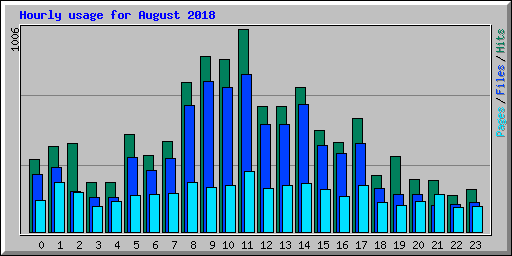 Hourly usage for August 2018
1006
Pages / Files / Hits
0 1 2 3 4 5 6 7 8 9 10 11 12 13 14 15 16 17 18 19 20 21 22 23